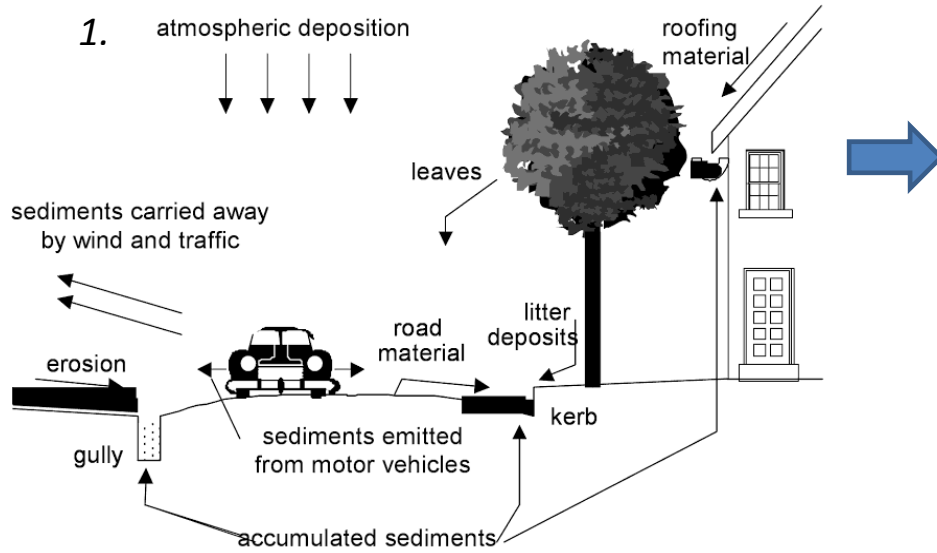 1.
atmospheric deposition
roofing
material
leaves
sediments carried away
by wind and traffic
litter
deposits
road
material
erosion
kerb
sediments emitted
from motor vehicles
gully
accumulated sediments